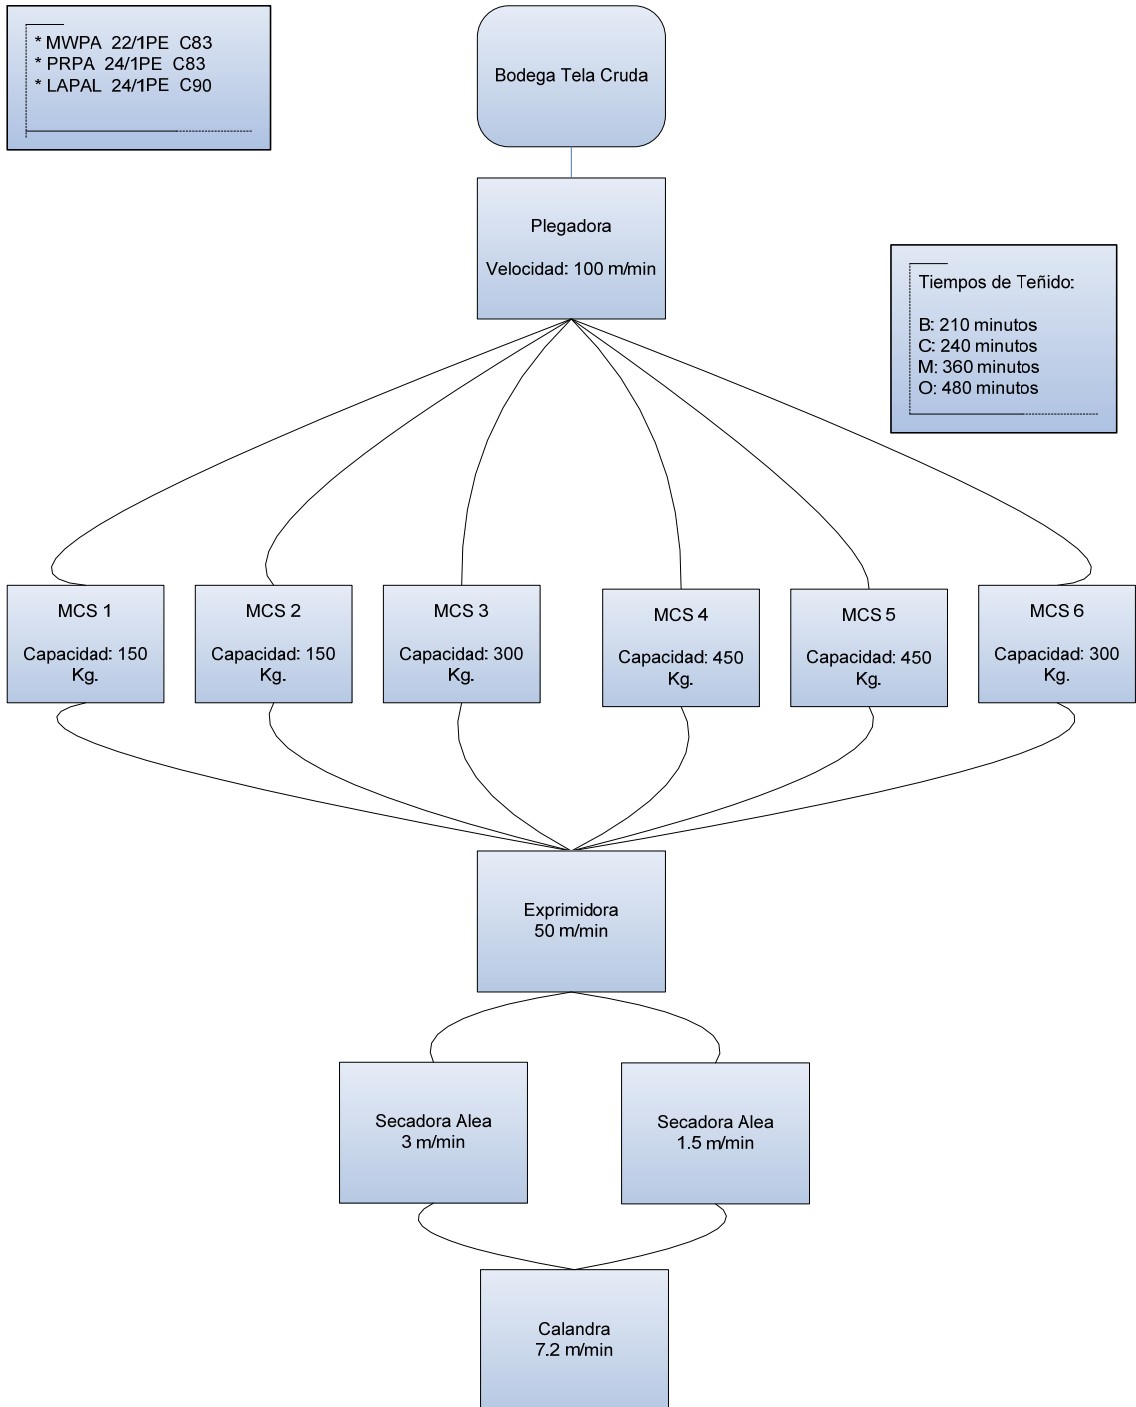 * MWPA 22/1PE C83
* PRPA 24/1PE C83
* LAPAL 24/1PE C90
Bodega Tela Cruda
Plegadora
Velocidad: 100 m/min
Tiempos de Teñido:
B: 210 minutos
C: 240 minutos
M: 360 minutos
O: 480 minutos
MCS 1
Capacidad: 150
Kg.
MCS 2
Capacidad: 150
Kg.
MCS 3
Capacidad: 300
Kg.
MCS 4
Capacidad: 450
Kg.
MCS 5
Capacidad: 450
Kg.
MCS 6
Capacidad: 300
Kg.
Exprimidora
50 m/min
Secadora Alea
3 m/min
Secadora Alea
1.5 m/min
Calandra
7.2 m/min